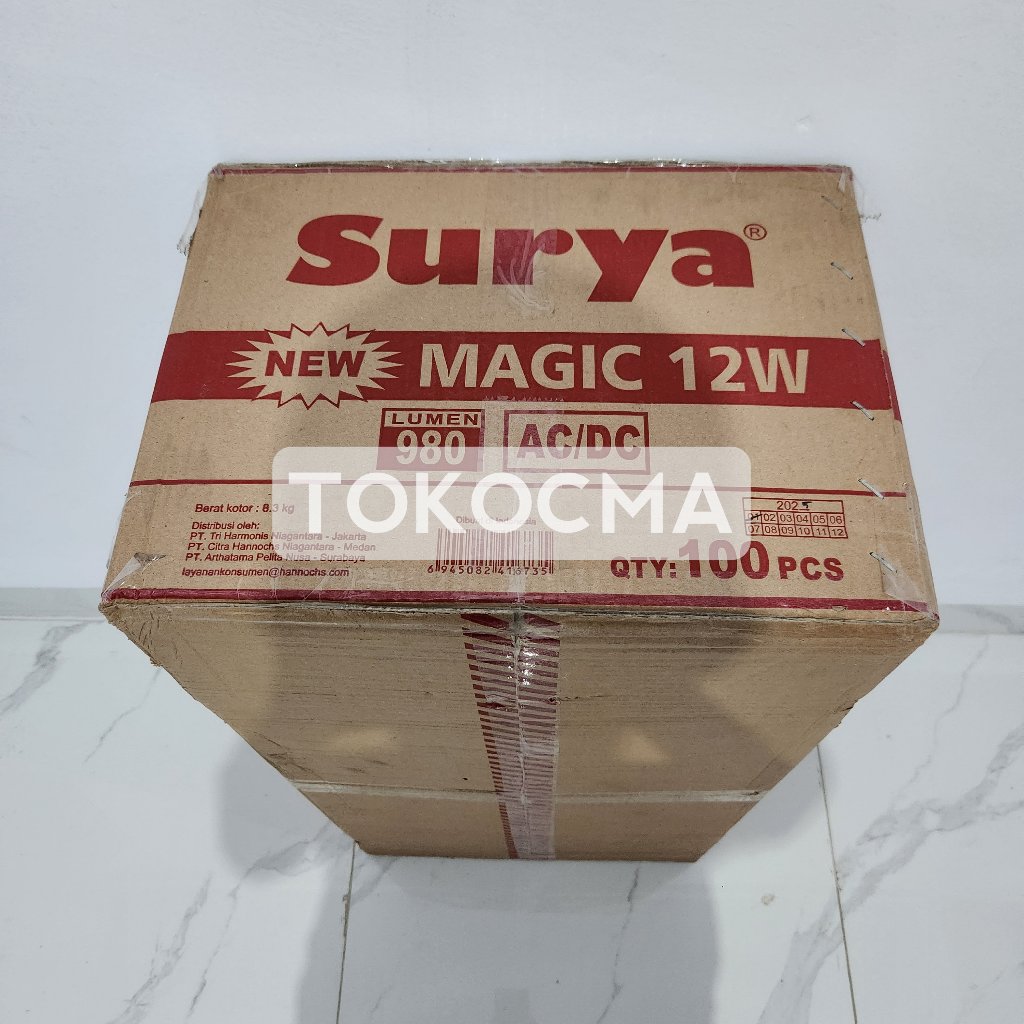 Surya®
NEW MAGIC 12W
LUMEN
980
AC/DC
TOKOCMA
Berat kotor : 8.3 kg
Distribusi oleh:
PT. Tri Harmonis Niagantara - Jakarta
PT. Citra Hannochs Niagantara - Medan
PT. Arthatama Pelita Nusa - Surabaya
layanankonsumen@hannochs.com
Indonesia
2025
01 02 03 04 05 06
07 08 09 10 11 12
QTY: 100 PCS